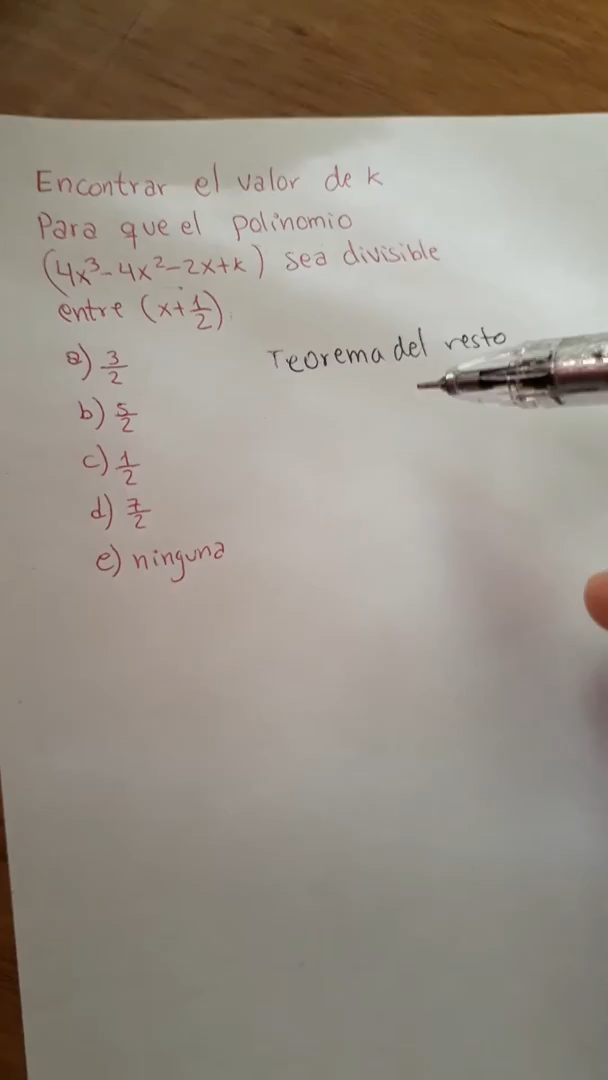 Encontrar el valor de k
Para que el polinomio
(4x³-4x²-2x+k) sea divisible
entre (x+1/2)
a) 3/2
Teorema del resto
b) 5/2
c) 1/2
d) 7/2
e) ninguna